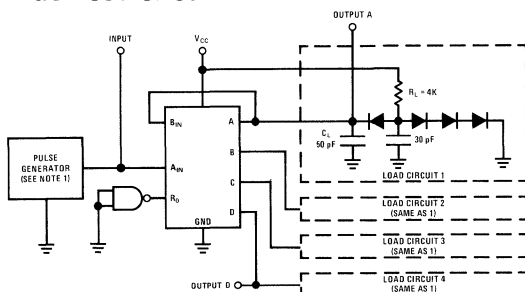 OUTPUT A
INPUT
VCC
RL = 4K
BIN
A
CL
50 pF
30 pF
B
PULSE
GENERATOR
(SEE NOTE 1)
AIN
LOAD CIRCUIT 1
C
R0
LOAD CIRCUIT 2
(SAME AS 1)
D
GND
LOAD CIRCUIT 3
(SAME AS 1)
OUTPUT D
LOAD CIRCUIT 4
(SAME AS 1)